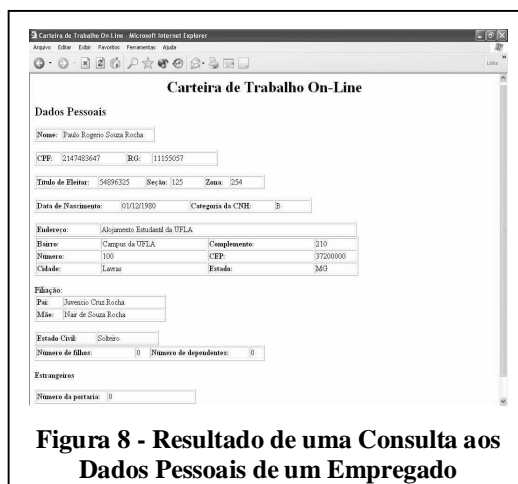 Carteira de Trabalho On-Line - Microsoft Internet Explorer
Arquivo Editar Exibir Favoritos Ferramentas Ajuda
Links
Carteira de Trabalho On-Line
Dados Pessoais
Nome: Paulo Rogerio Souza Rocha
CPF: 2147483647 RG: 11155057
Titulo de Eleitor: 54896325 Seção: 125 Zona: 254
Data de Nascimento: 01/12/1980 Categoria da CNH: B
Endereço: Alojamento Estudantil da UFLA
Bairro: Campus da UFLA Complemento: 210
Número: 100 CEP: 37200000
Cidade: Lavras Estado: MG
Filiação:
Pai: Juvencio Cruz Rocha
Mãe: Nair de Souza Rocha
Estado Civil: Solteiro
Número de filhos: 0 Número de dependentes: 0
Estrangeiros
Número da portaria: 0
Figura 8 - Resultado de uma Consulta aos
Dados Pessoais de um Empregado